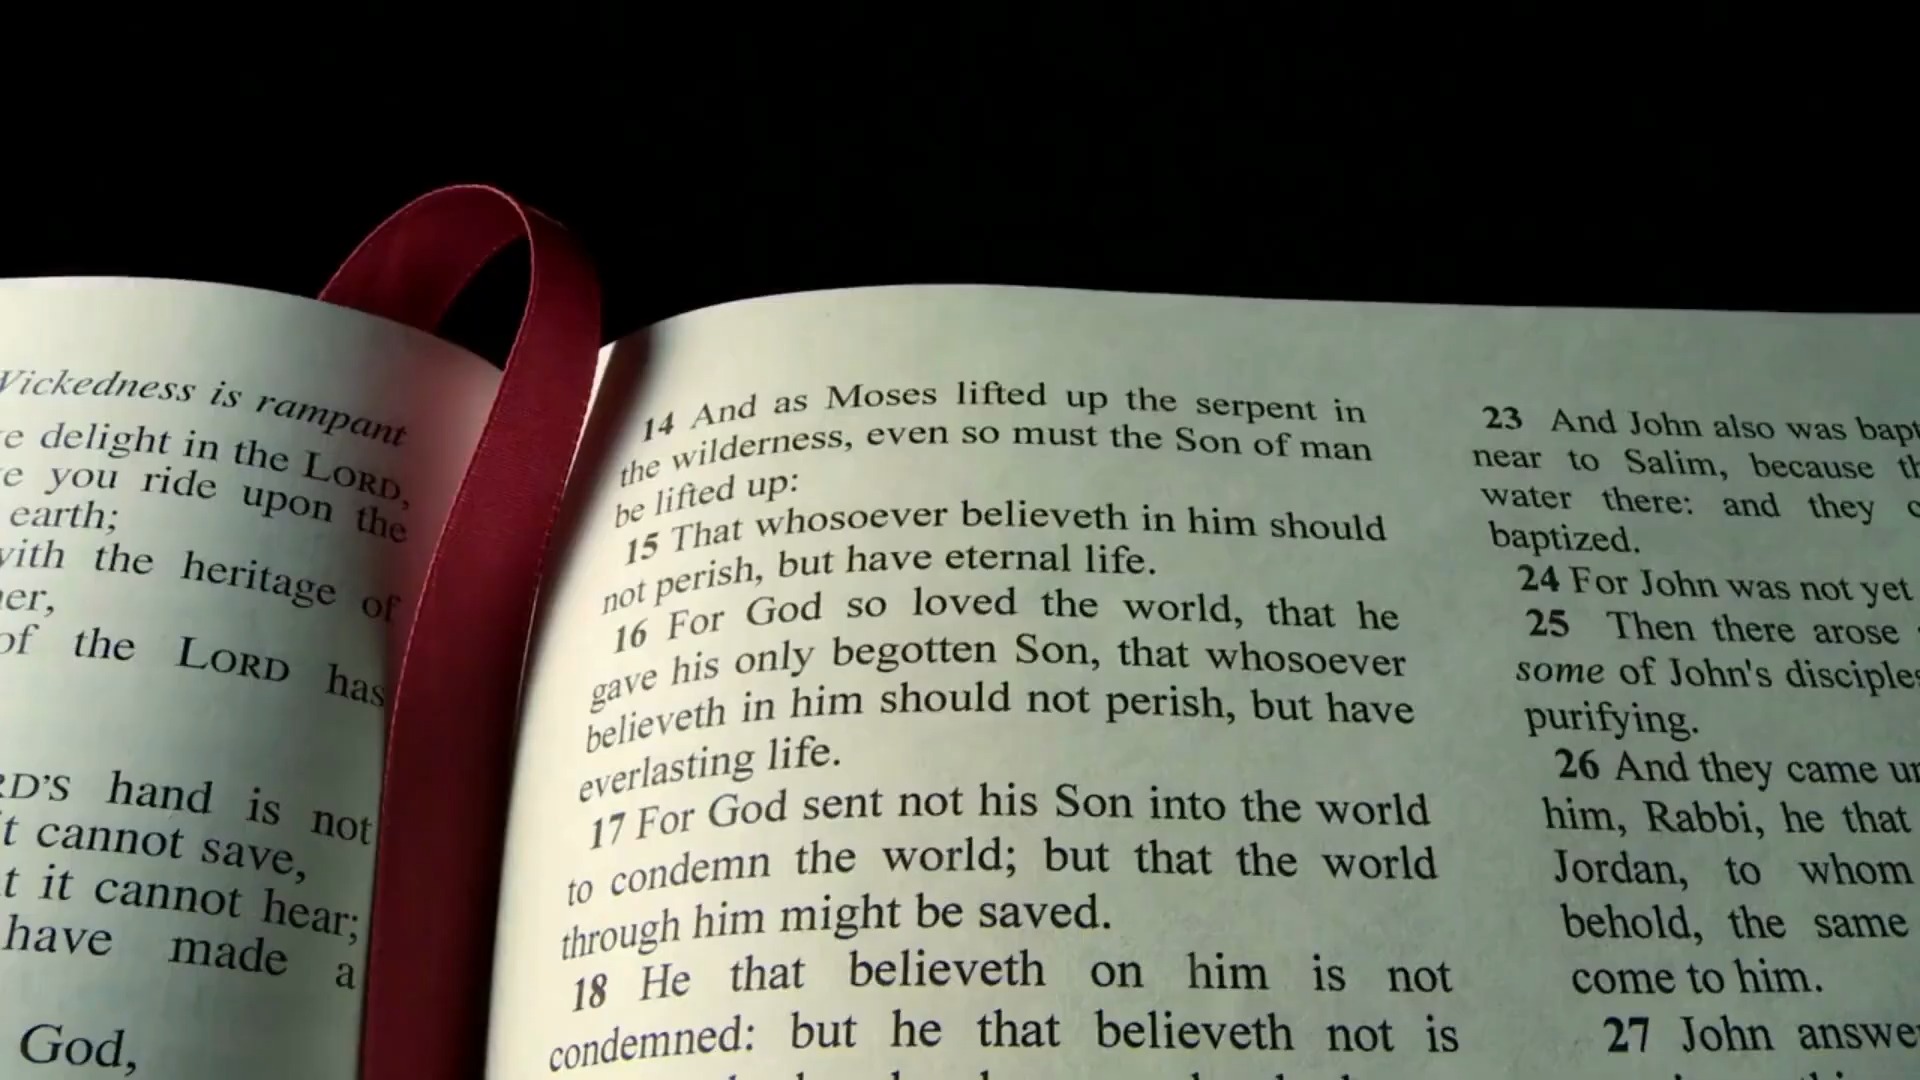 Wickedness is rampant
delight in the LORD,
you ride upon the
earth;
with the heritage of
of the LORD has
hand is not
cannot save,
it cannot hear;
have made a
God,
14 And as Moses lifted up the serpent in
the wilderness, even so must the Son of man
be lifted up:
15 That whosoever believeth in him should
not perish, but have eternal life.
16 For God so loved the world, that he
gave his only begotten Son, that whosoever
believeth in him should not perish, but have
everlasting life.
17 For God sent not his Son into the world
to condemn the world; but that the world
through him might be saved.
18 He that believeth on him is not
condemned: but he that believeth not is
23 And John also was bapt
near to Salim, because th
water there: and they c
baptized.
24 For John was not yet
25 Then there arose
some of John's disciples
purifying.
26 And they came un
him, Rabbi, he that
Jordan, to whom
behold, the same
come to him.
27 John answe